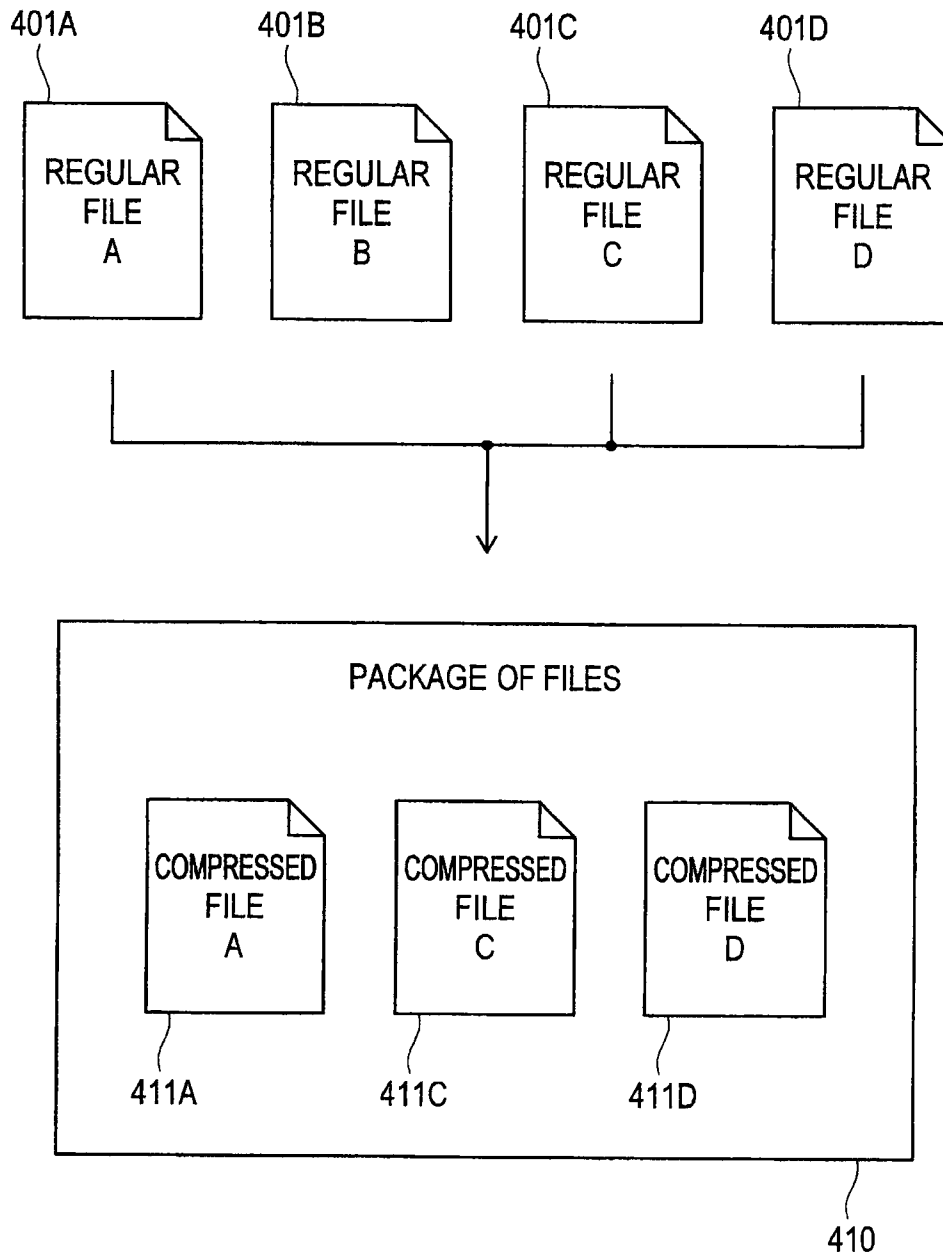 401A
401B
401C
401D
REGULAR
FILE
A
REGULAR
FILE
B
REGULAR
FILE
C
REGULAR
FILE
D
PACKAGE OF FILES
COMPRESSED
FILE
A
COMPRESSED
FILE
C
COMPRESSED
FILE
D
411A
411C
411D
410